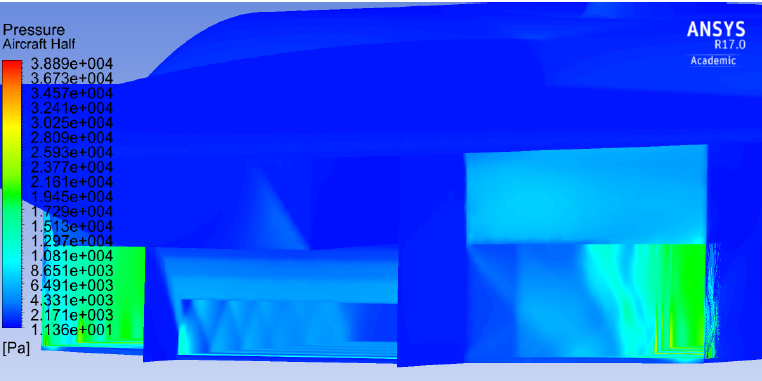 Pressure
Aircraft Half
3.889e+004
3.673e+004
3.457e+004
3.241e+004
3.025e+004
2.809e+004
2.593e+004
2.377e+004
2.161e+004
1.945e+004
1.729e+004
1.513e+004
1.297e+004
1.081e+004
8.651e+003
6.491e+003
4.331e+003
2.171e+003
1.136e+001
[Pa]
ANSYS
R17.0
Academic